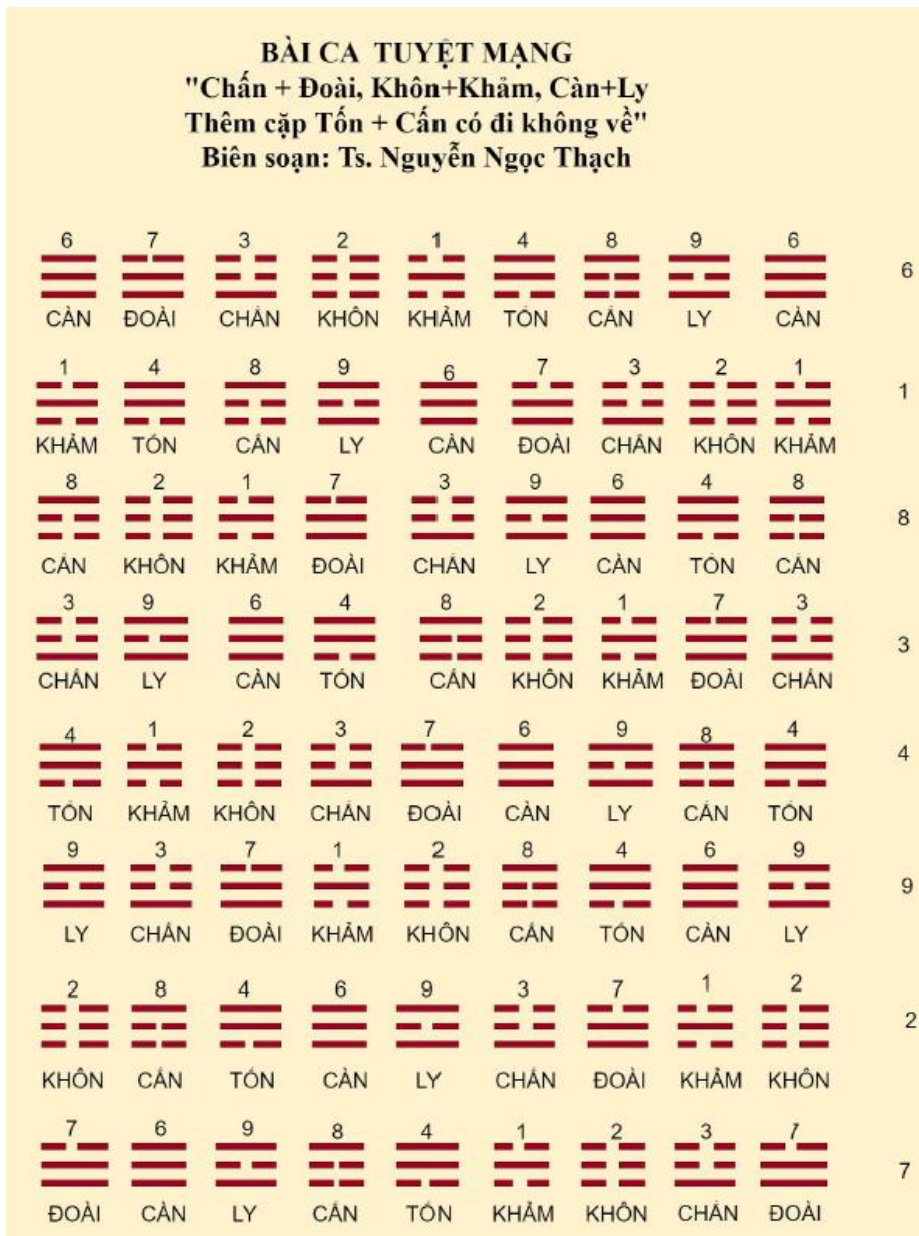 BÀI CA TUYỆT MẠNG
"Chấn + Đoài, Khôn+Khảm, Càn+Ly
Thêm cặp Tốn + Cấn có đi không về"
Biên soạn: Ts. Nguyễn Ngọc Thạch
6 7 3 2 1 4 8 9 6
6
CÀN ĐOÀI CHẤN KHÔN KHẢM TỐN CẤN LY CÀN
1 4 8 9 6 7 3 2 1
1
KHẢM TỐN CẤN LY CÀN ĐOÀI CHẤN KHÔN KHẢM
8 2 1 7 3 9 6 4 8
8
CẤN KHÔN KHẢM ĐOÀI CHẤN LY CÀN TỐN CẤN
3 9 6 4 8 2 1 7 3
3
CHẤN LY CÀN TỐN CẤN KHÔN KHẢM ĐOÀI CHẤN
4 1 2 3 7 6 9 8 4
4
TỐN KHẢM KHÔN CHẤN ĐOÀI CÀN LY CẤN TỐN
9 3 7 1 2 8 4 6 9
9
LY CHẤN ĐOÀI KHẢM KHÔN CẤN TỐN CÀN LY
2 8 4 6 9 3 7 1 2
2
KHÔN CẤN TỐN CÀN LY CHẤN ĐOÀI KHẢM KHÔN
7 6 9 8 4 1 2 3 7
7
ĐOÀI CÀN LY CẤN TỐN KHẢM KHÔN CHẤN ĐOÀI